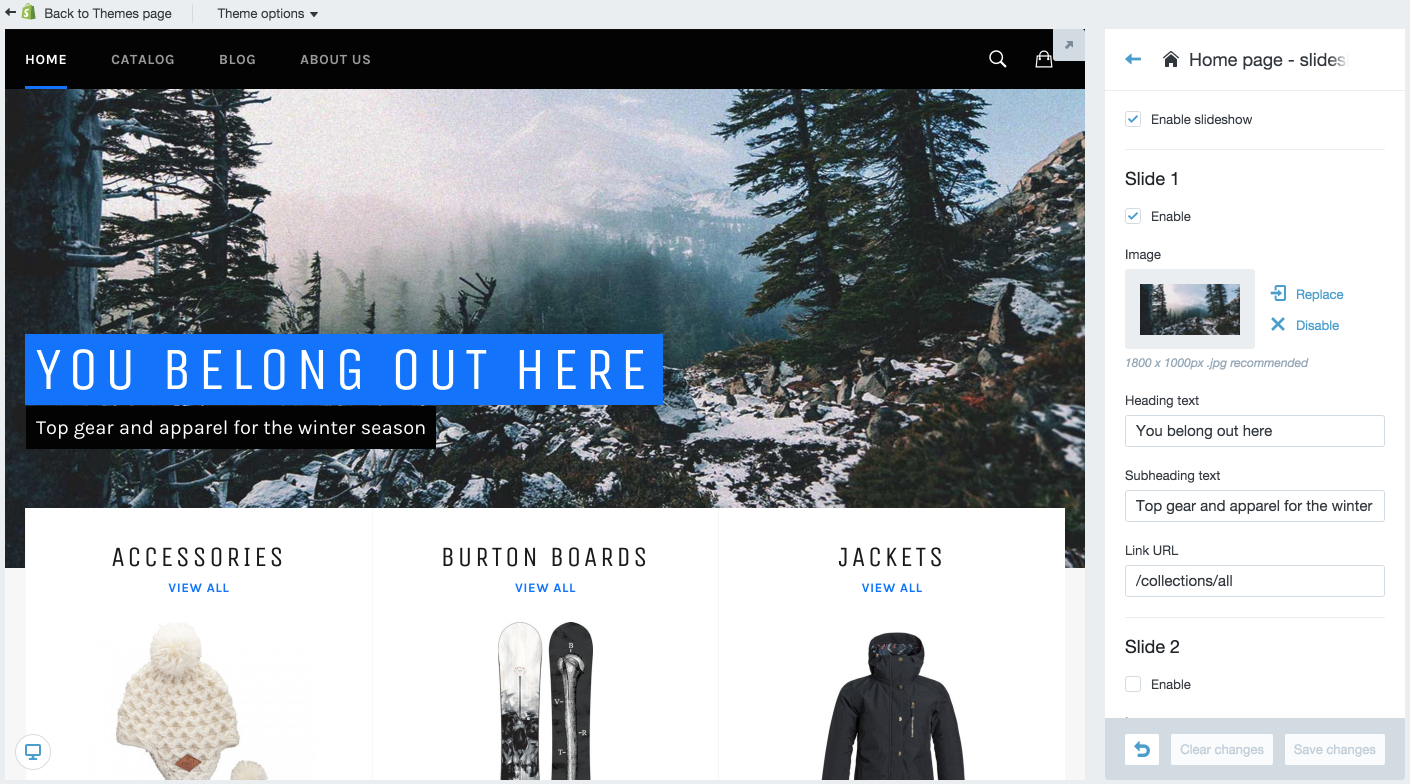 Back to Themes page
Theme options
HOME
CATALOG
BLOG
ABOUT US
YOU BELONG OUT HERE
Top gear and apparel for the winter season
ACCESSORIES
VIEW ALL
BURTON BOARDS
VIEW ALL
JACKETS
VIEW ALL
B
V-
-R
T-
Home page - slides
Enable slideshow
Slide 1
Enable
Image
Replace
Disable
1800 x 1000px .jpg recommended
Heading text
You belong out here
Subheading text
Top gear and apparel for the winter
Link URL
/collections/all
Slide 2
Enable
Clear changes
Save changes